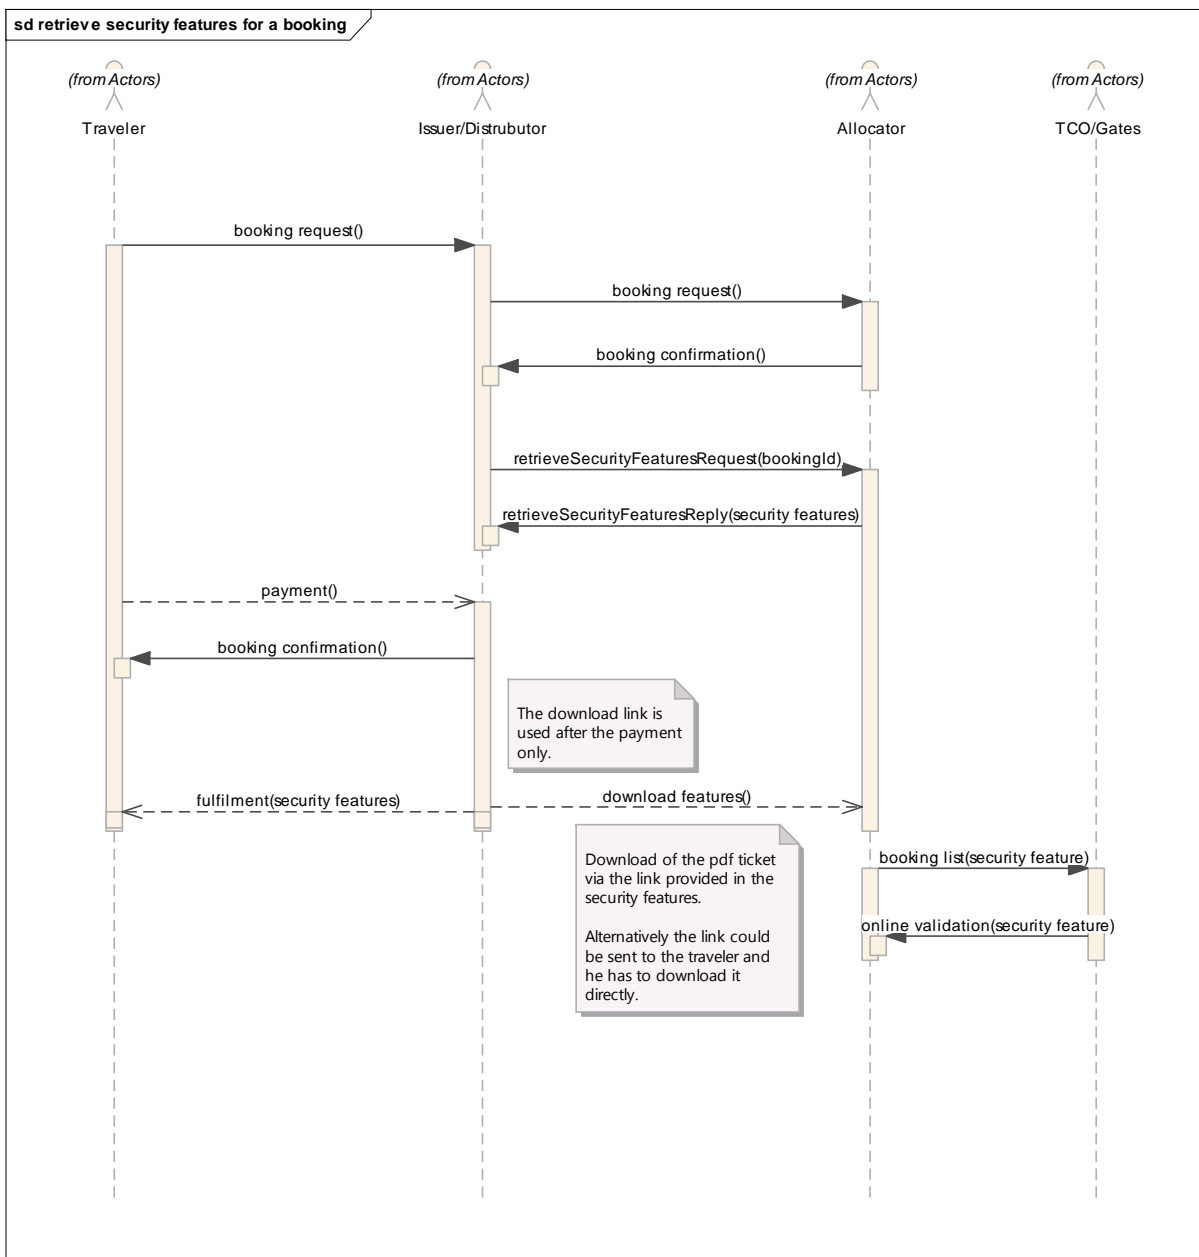 sd retrieve security features for a booking
(from Actors)
(from Actors)
(from Actors)
(from Actors)
Traveler
Issuer/Distrubutor
Allocator
TCO/Gates
booking request()
booking request()
booking confirmation()
retrieveSecurityFeaturesRequest(bookingId)
retrieveSecurityFeaturesReply(security features)
payment()
booking confirmation()
The download link is
used after the payment
only.
fulfilment(security features)
download features()
Download of the pdf ticket
via the link provided in the
security features.
Alternatively the link could
be sent to the traveler and
he has to download it
directly.
booking list(security feature)
online validation(security feature)